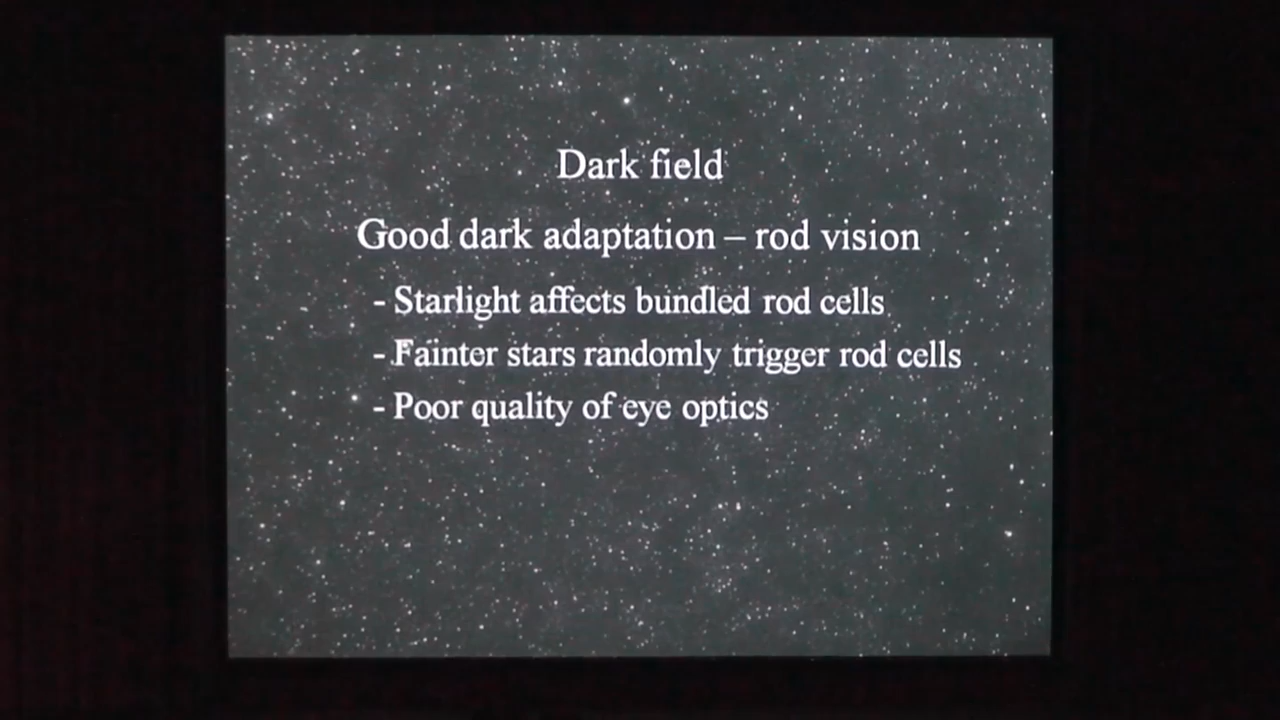 Dark field
Good dark adaptation – rod vision
- Starlight affects bundled rod cells
- Fainter stars randomly trigger rod cells
- Poor quality of eye optics